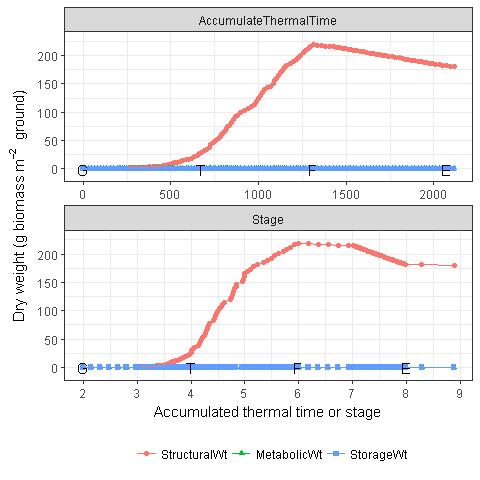 AccumulateThermalTime
200
150
100
50
0
G T F E
0 500 1000 1500 2000
Stage
200
150
100
50
0
G T F E
2 3 4 5 6 7 8 9
Dry weight (g biomass m⁻² ground)
Accumulated thermal time or stage
StructuralWt MetabolicWt StorageWt